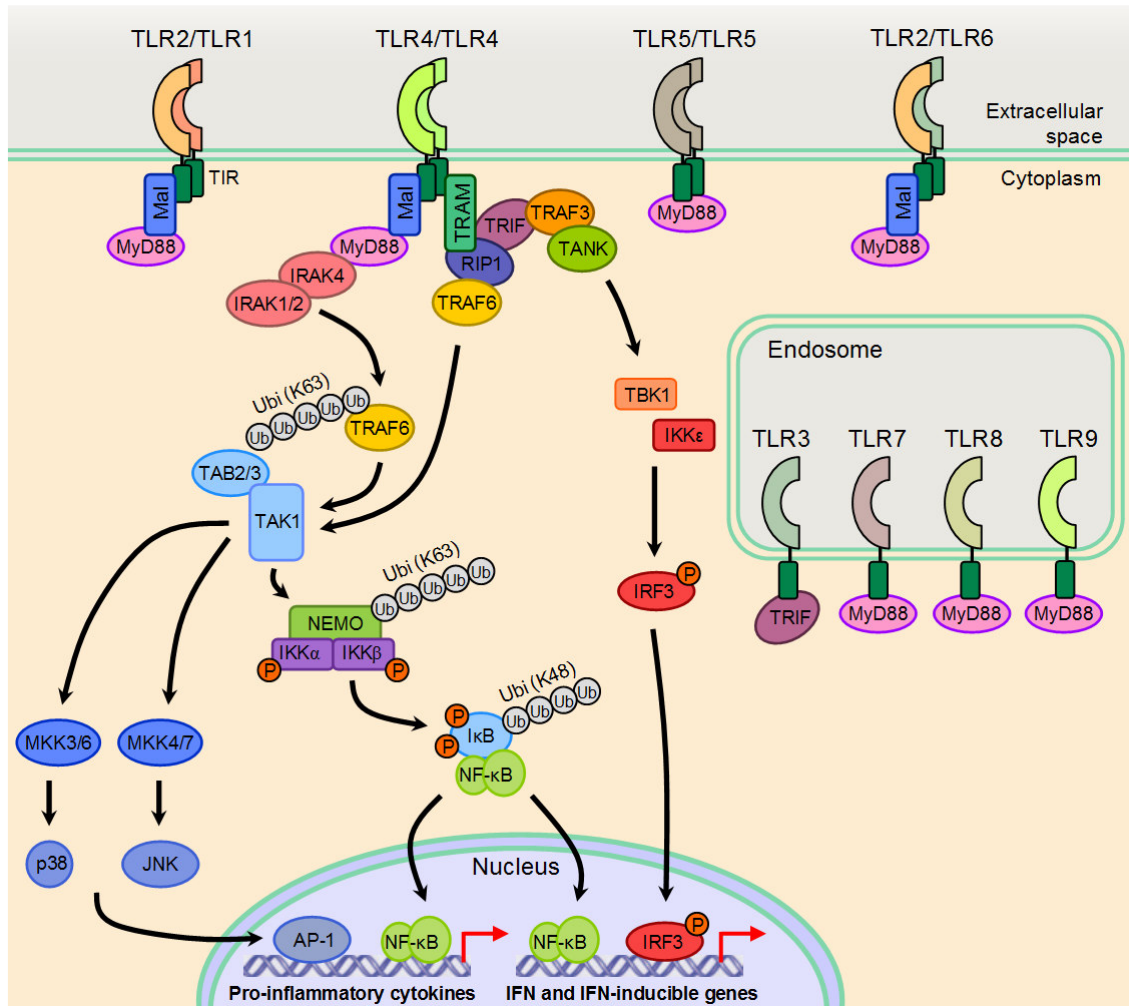 TLR2/TLR1
TLR4/TLR4
TLR5/TLR5
TLR2/TLR6
Extracellular
space
Cytoplasm
TIR
Mal
MyD88
Mal
MyD88
TRAM
TRIF
TRAF3
TANK
RIP1
TRAF6
IRAK4
IRAK1/2
MyD88
Mal
MyD88
Ubi (K63)
Ub
Ub
Ub
Ub
Ub
TRAF6
TAB2/3
TAK1
TBK1
IKKε
Endosome
TLR3
TLR7
TLR8
TLR9
TRIF
MyD88
MyD88
MyD88
Ubi (K63)
Ub
Ub
Ub
Ub
Ub
NEMO
IKKα
IKKβ
P
P
IRF3
P
Ubi (K48)
Ub
Ub
Ub
Ub
P
P
IκB
NF-κB
MKK3/6
MKK4/7
p38
JNK
Nucleus
AP-1
NF-κB
NF-κB
IRF3
P
Pro-inflammatory cytokines
IFN and IFN-inducible genes